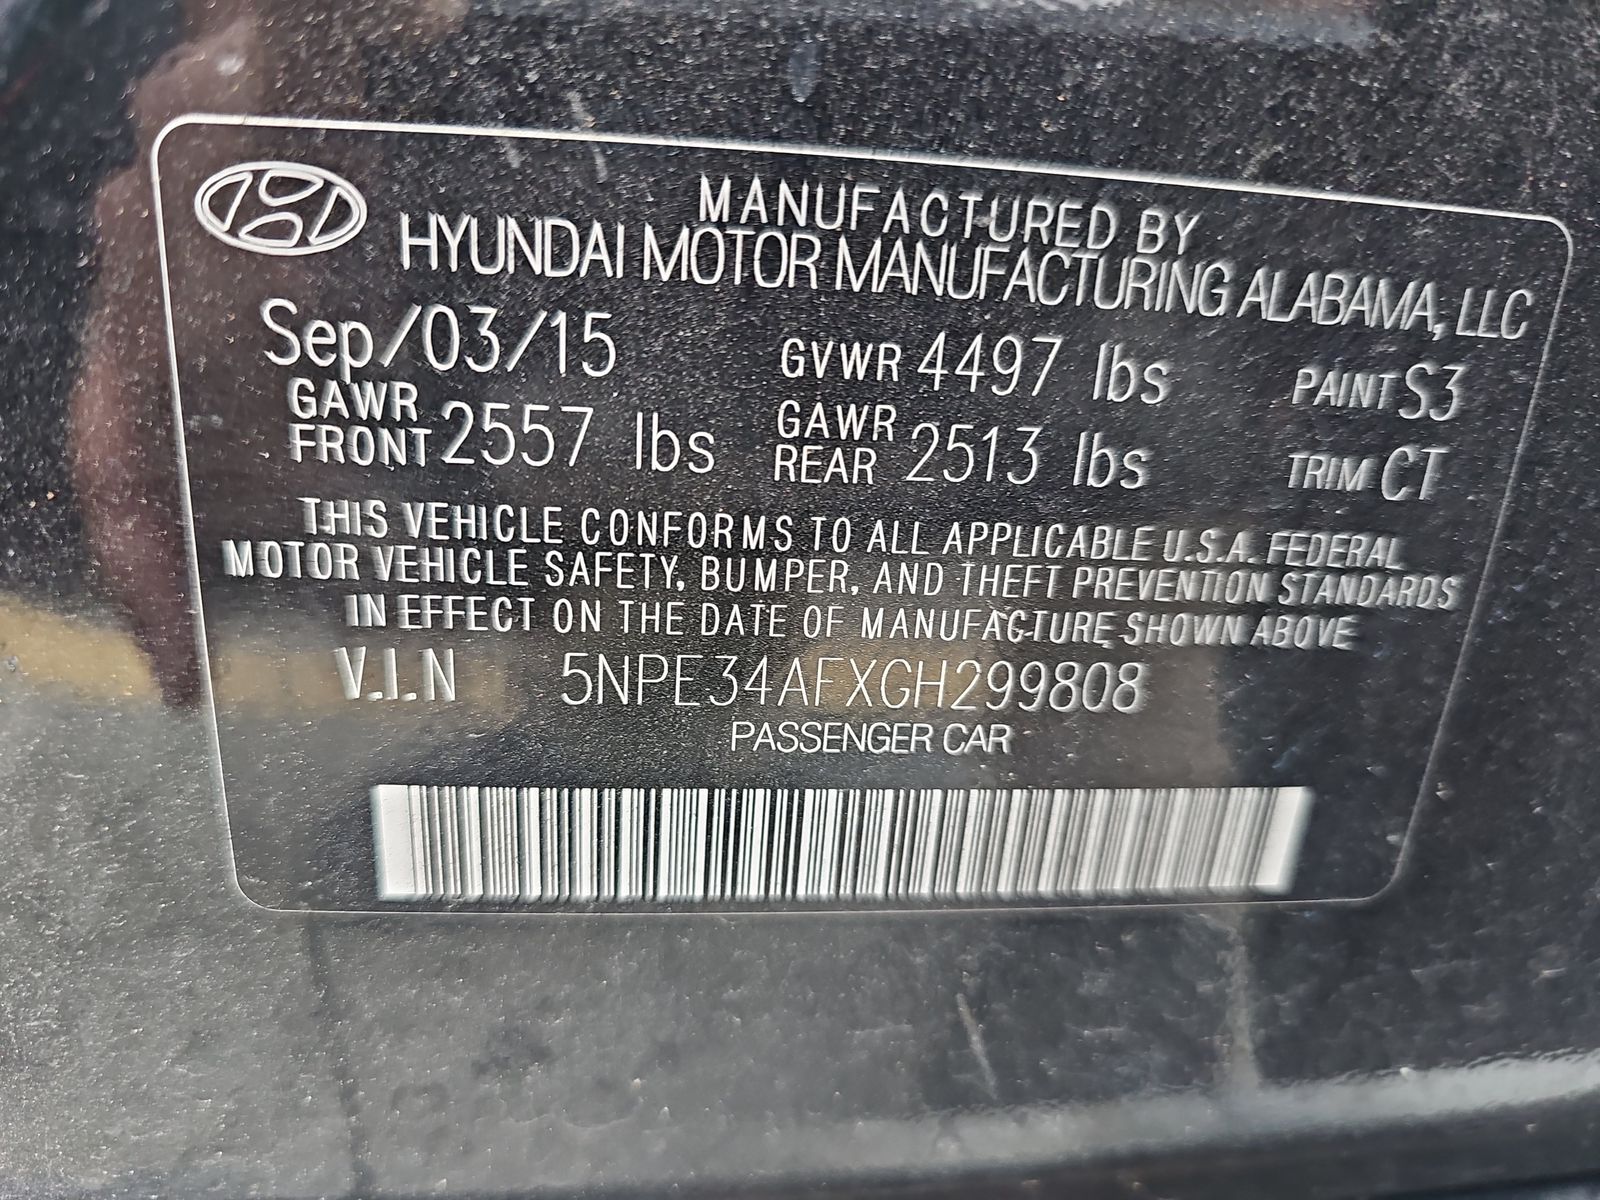 MANUFACTURED BY
HYUNDAI MOTOR MANUFACTURING ALABAMA, LLC
Sep/03/15 GVWR 4497 lbs PAINT S3
GAWR FRONT 2557 lbs GAWR REAR 2513 lbs TRIM CT
THIS VEHICLE CONFORMS TO ALL APPLICABLE U.S.A. FEDERAL
MOTOR VEHICLE SAFETY, BUMPER, AND THEFT PREVENTION STANDARDS
IN EFFECT ON THE DATE OF MANUFACTURE SHOWN ABOVE
V.I.N 5NPE34AFXGH299808
PASSENGER CAR